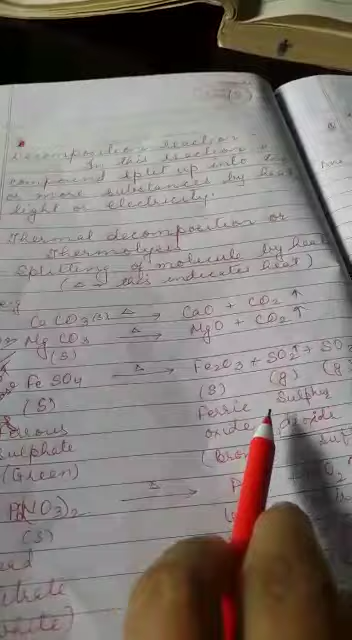 Decomposition reaction
In this reaction a
compound split up into two
or more substances by heat
light or electricity.
Thermal decomposition or
Thermolysis
Splitting of molecule by heat
(Δ → this indicates heat)
eg
CaCO3(s) Δ→ CaO + CO2 ↑
MgCO3 Δ→ MgO + CO2 ↑
(S)
FeSO4 Δ→ Fe2O3 + SO2↑ + SO
(S) (S) (g) (g
Ferrous Ferric Sulphur
Sulphate oxide dioxide
(Green)
Pb(NO3)2 Δ→
(S)